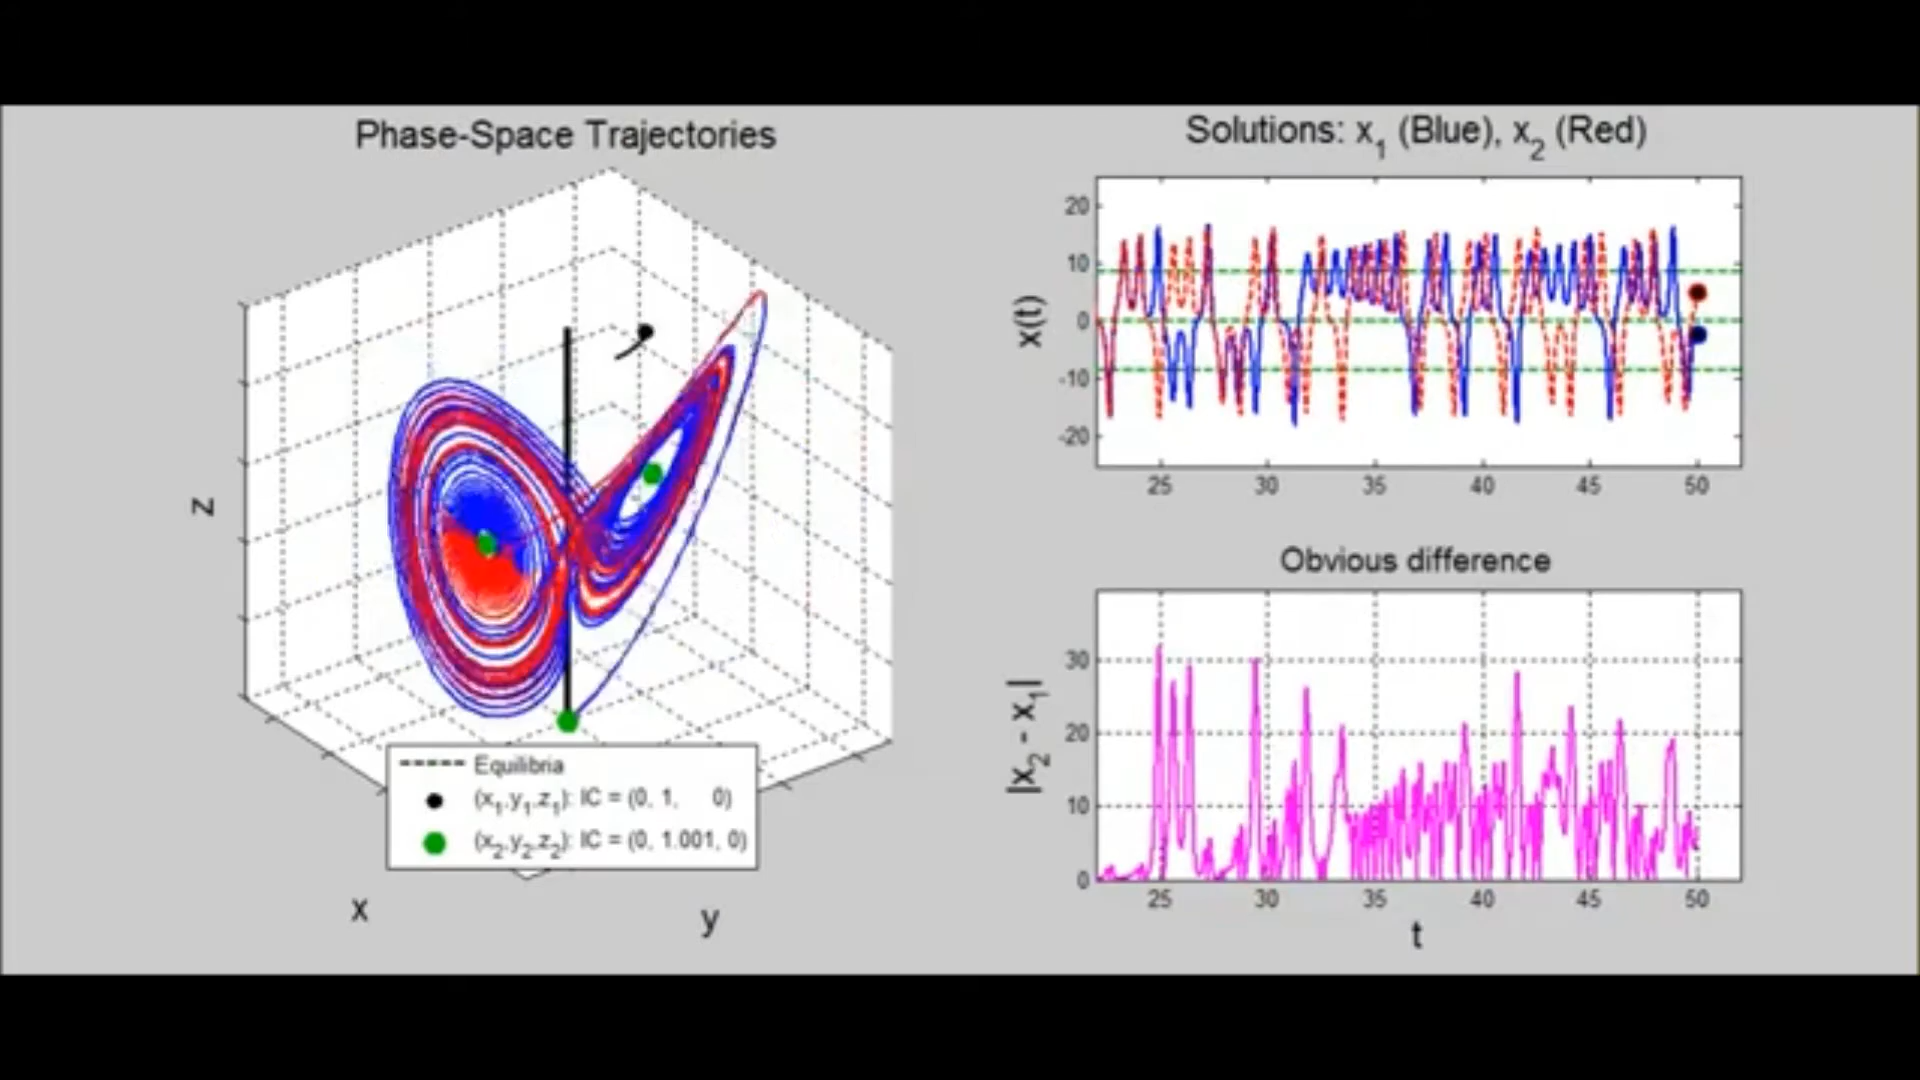 Phase-Space Trajectories
z
x
y
Equilibria
(x1,y1,z1): IC = (0, 1, 0)
(x2,y2,z2): IC = (0, 1.001, 0)
Solutions: x1 (Blue), x2 (Red)
x(t)
20
10
0
-10
-20
25 30 35 40 45 50
Obvious difference
|x2 - x1|
30
20
10
0
25 30 35 40 45 50
t